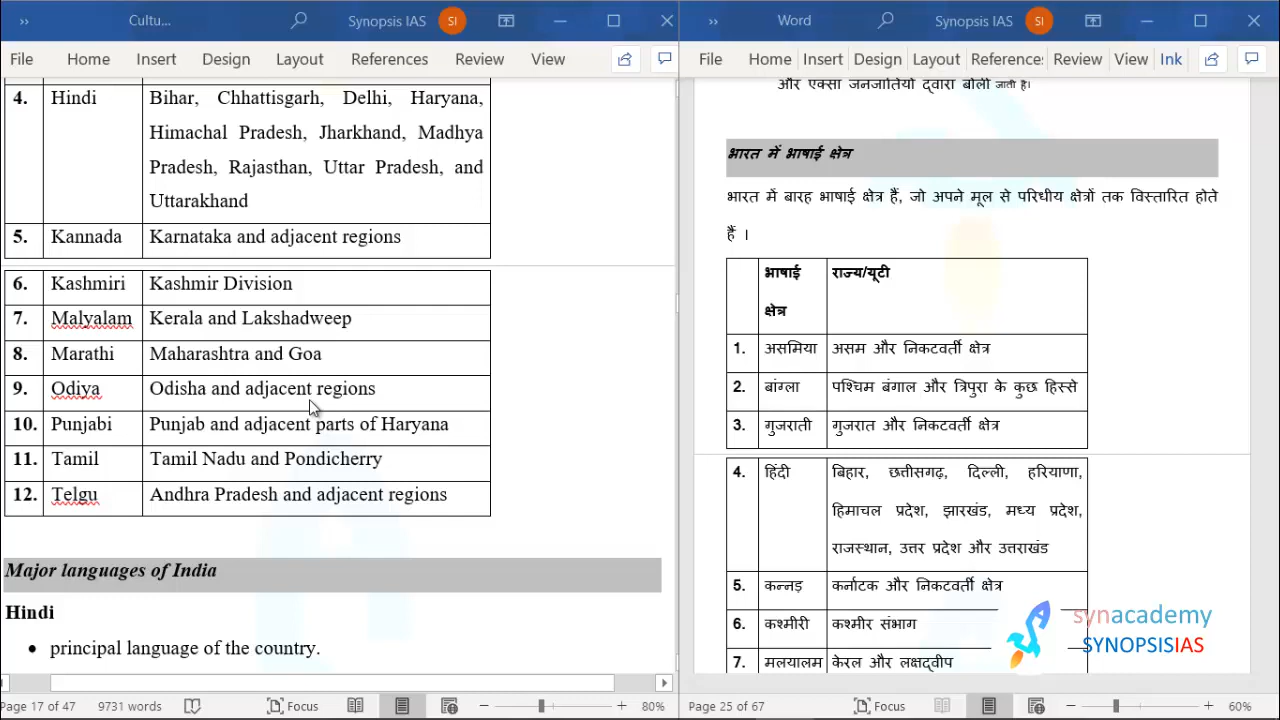 ›› Cultu... Synopsis IAS SI
File Home Insert Design Layout References Review View
4. Hindi Bihar, Chhattisgarh, Delhi, Haryana,
Himachal Pradesh, Jharkhand, Madhya
Pradesh, Rajasthan, Uttar Pradesh, and
Uttarakhand
5. Kannada Karnataka and adjacent regions
6. Kashmiri Kashmir Division
7. Malyalam Kerala and Lakshadweep
8. Marathi Maharashtra and Goa
9. Odiya Odisha and adjacent regions
10. Punjabi Punjab and adjacent parts of Haryana
11. Tamil Tamil Nadu and Pondicherry
12. Telgu Andhra Pradesh and adjacent regions
Major languages of India
Hindi
• principal language of the country.
Page 17 of 47 9731 words Focus 80%
›› Word Synopsis IAS SI
File Home Insert Design Layout References Review View Ink
और एक्सा जनजातियों द्वारा बोली जाती है।
भारत में भाषाई क्षेत्र
भारत में बारह भाषाई क्षेत्र हैं, जो अपने मूल से परिधीय क्षेत्रों तक विस्तारित होते
हैं ।
भाषाई राज्य/यूटी
क्षेत्र
1. असमिया असम और निकटवर्ती क्षेत्र
2. बांग्ला पश्चिम बंगाल और त्रिपुरा के कुछ हिस्से
3. गुजराती गुजरात और निकटवर्ती क्षेत्र
4. हिंदी बिहार, छत्तीसगढ़, दिल्ली, हरियाणा,
हिमाचल प्रदेश, झारखंड, मध्य प्रदेश,
राजस्थान, उत्तर प्रदेश और उत्तराखंड
5. कन्नड़ कर्नाटक और निकटवर्ती क्षेत्र
6. कश्मीरी कश्मीर संभाग
7. मलयालम केरल और लक्षद्वीप
synacademy
SYNOPSISIAS
Page 25 of 67 Focus 60%